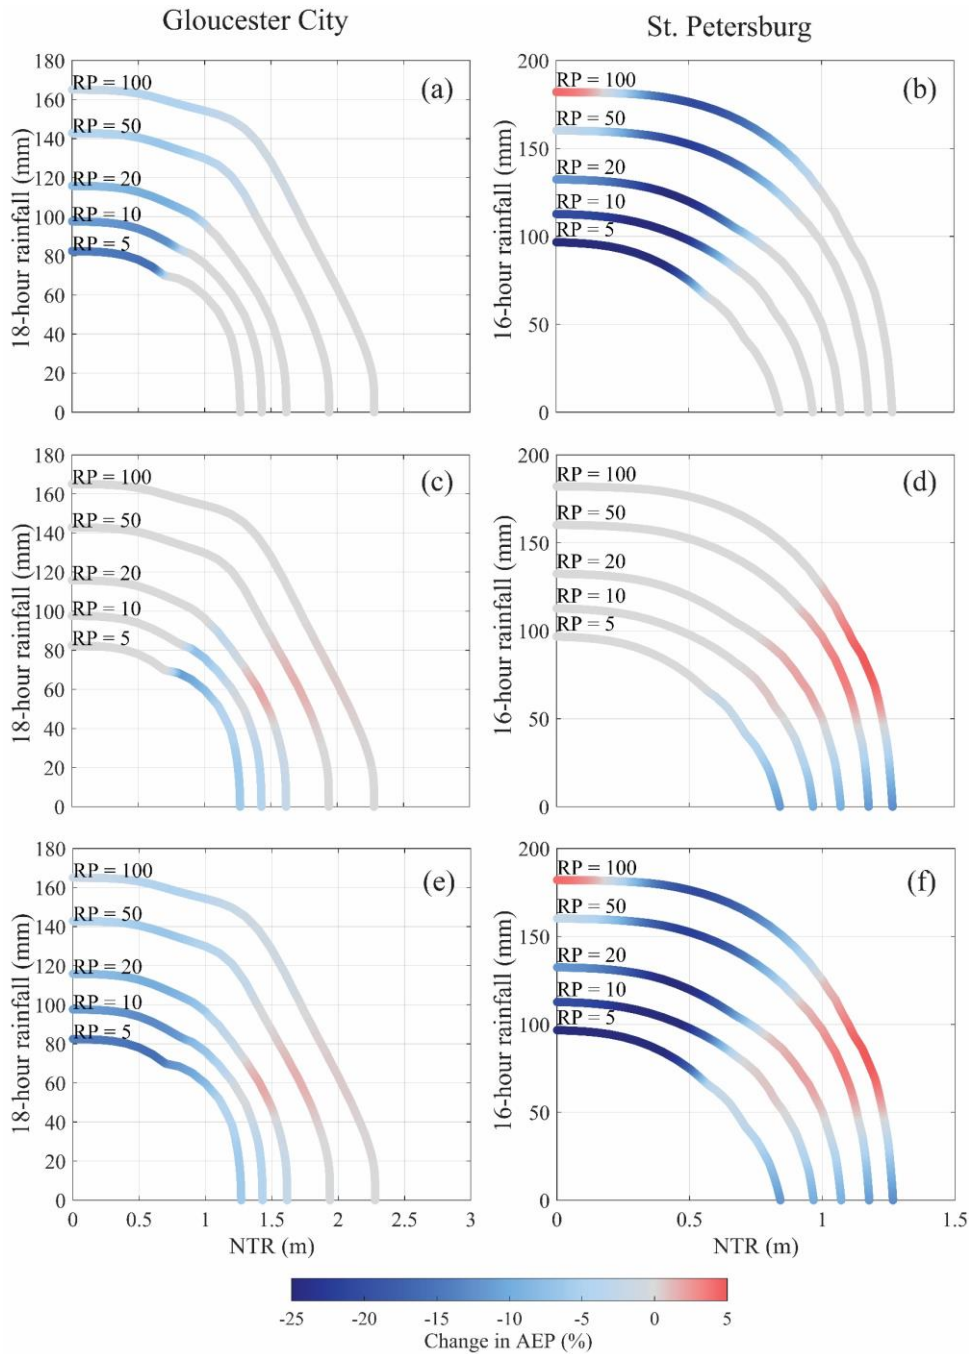 Gloucester City
St. Petersburg
180
160
140
120
100
80
60
40
20
0
18-hour rainfall (mm)
RP = 100
RP = 50
RP = 20
RP = 10
RP = 5
(a)
200
150
100
50
0
16-hour rainfall (mm)
RP = 100
RP = 50
RP = 20
RP = 10
RP = 5
(b)
180
160
140
120
100
80
60
40
20
0
18-hour rainfall (mm)
RP = 100
RP = 50
RP = 20
RP = 10
RP = 5
(c)
200
150
100
50
0
16-hour rainfall (mm)
RP = 100
RP = 50
RP = 20
RP = 10
RP = 5
(d)
180
160
140
120
100
80
60
40
20
0
18-hour rainfall (mm)
RP = 100
RP = 50
RP = 20
RP = 10
RP = 5
(e)
0 0.5 1 1.5 2 2.5 3
NTR (m)
200
150
100
50
0
16-hour rainfall (mm)
RP = 100
RP = 50
RP = 20
RP = 10
RP = 5
(f)
0 0.5 1 1.5
NTR (m)
-25 -20 -15 -10 -5 0 5
Change in AEP (%)